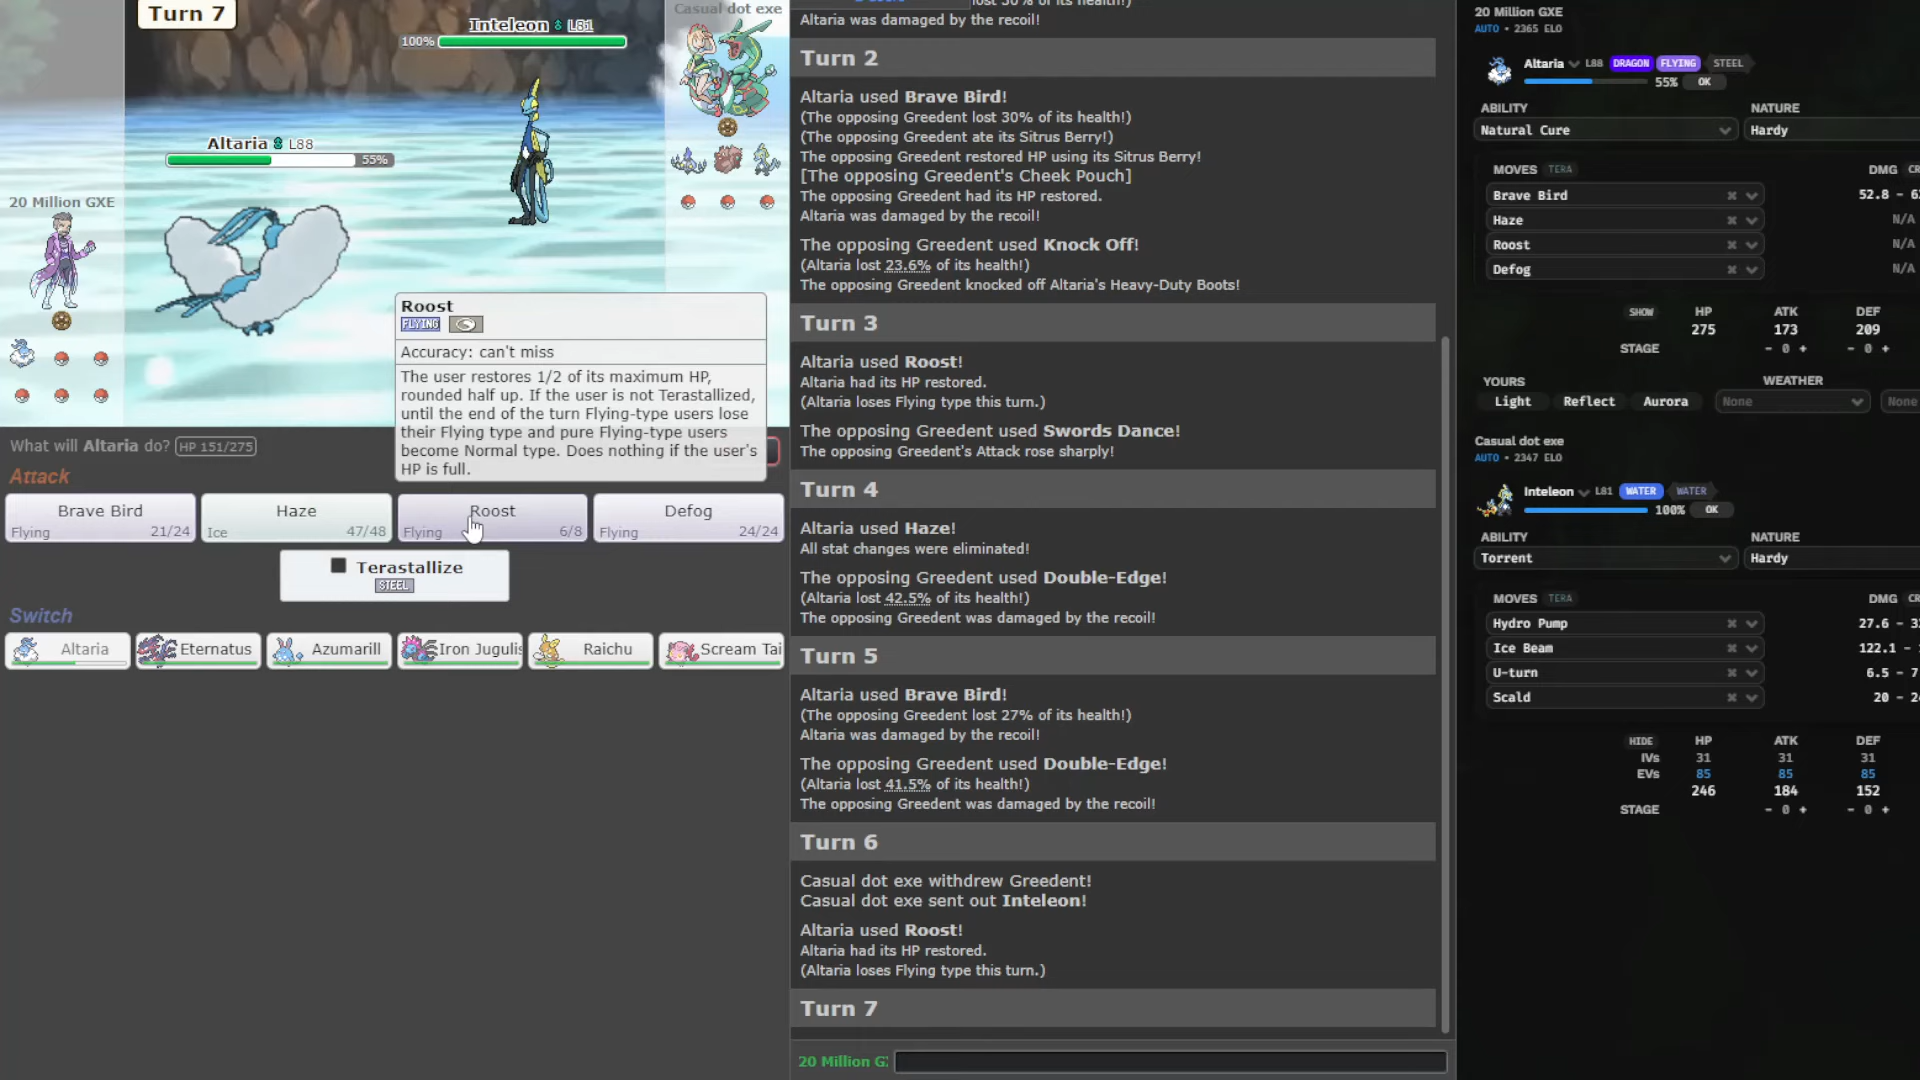 Turn 7
Inteleon L81
100%
Casual dot exe
Altaria L88
55%
20 Million GXE
Roost
FLYING
Accuracy: can't miss
The user restores 1/2 of its maximum HP,
rounded half up. If the user is not Terastallized,
until the end of the turn Flying-type users lose
their Flying type and pure Flying-type users
become Normal type. Does nothing if the user's
HP is full.
What will Altaria do? HP 151/275
Attack
Brave Bird
Flying 21/24
Haze
Ice 47/48
Roost
Flying 6/8
Defog
Flying 24/24
Terastallize
STEEL
Switch
Altaria
Eternatus
Azumarill
Iron Jugulis
Raichu
Scream Tai
Altaria was damaged by the recoil!
Turn 2
Altaria used Brave Bird!
(The opposing Greedent lost 30% of its health!)
(The opposing Greedent ate its Sitrus Berry!)
The opposing Greedent restored HP using its Sitrus Berry!
[The opposing Greedent's Cheek Pouch]
The opposing Greedent had its HP restored.
Altaria was damaged by the recoil!
The opposing Greedent used Knock Off!
(Altaria lost 23.6% of its health!)
The opposing Greedent knocked off Altaria's Heavy-Duty Boots!
Turn 3
Altaria used Roost!
Altaria had its HP restored.
(Altaria loses Flying type this turn.)
The opposing Greedent used Swords Dance!
The opposing Greedent's Attack rose sharply!
Turn 4
Altaria used Haze!
All stat changes were eliminated!
The opposing Greedent used Double-Edge!
(Altaria lost 42.5% of its health!)
The opposing Greedent was damaged by the recoil!
Turn 5
Altaria used Brave Bird!
(The opposing Greedent lost 27% of its health!)
Altaria was damaged by the recoil!
The opposing Greedent used Double-Edge!
(Altaria lost 41.5% of its health!)
The opposing Greedent was damaged by the recoil!
Turn 6
Casual dot exe withdrew Greedent!
Casual dot exe sent out Inteleon!
Altaria used Roost!
Altaria had its HP restored.
(Altaria loses Flying type this turn.)
Turn 7
20 Million G
20 Million GXE
AUTO • 2365 ELO
Altaria L88 DRAGON FLYING STEEL
55% OK
ABILITY NATURE
Natural Cure Hardy
MOVES TERA DMG
Brave Bird 52.8 -
Haze N/A
Roost N/A
Defog N/A
SHOW HP ATK DEF
275 173 209
STAGE - 0 + - 0 +
YOURS WEATHER
Light Reflect Aurora None None
Casual dot exe
AUTO • 2347 ELO
Inteleon L81 WATER WATER
100% OK
ABILITY NATURE
Torrent Hardy
MOVES TERA DMG
Hydro Pump 27.6 -
Ice Beam 122.1 -
U-turn 6.5 -
Scald 20 -
HIDE HP ATK DEF
IVs 31 31 31
EVs 85 85 85
246 184 152
STAGE - 0 + - 0 +